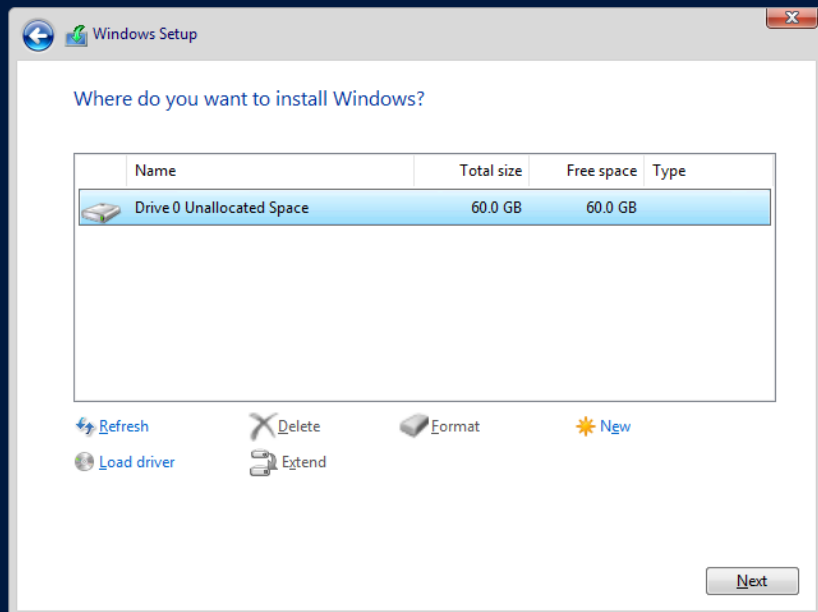 Windows Setup
Where do you want to install Windows?
Name Total size Free space Type
Drive 0 Unallocated Space 60.0 GB 60.0 GB
Refresh Delete Format New
Load driver Extend
Next